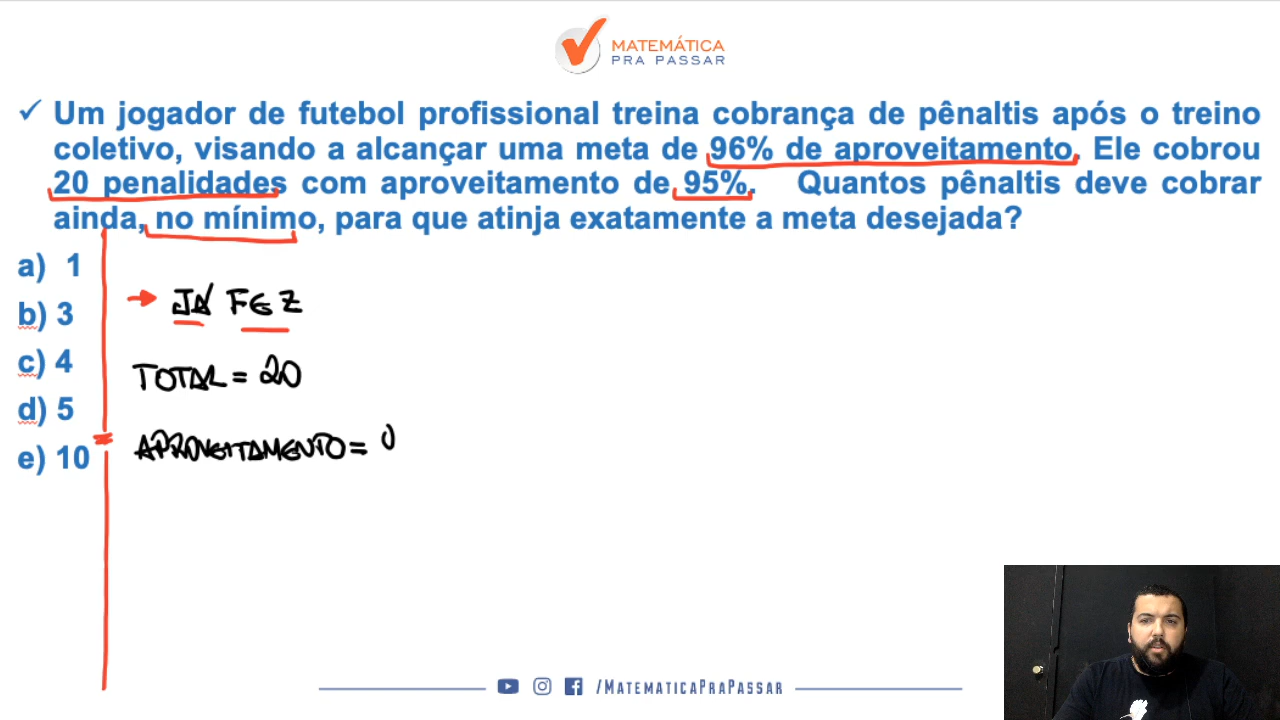 MATEMÁTICA
PRA PASSAR
✓ Um jogador de futebol profissional treina cobrança de pênaltis após o treino
coletivo, visando a alcançar uma meta de 96% de aproveitamento. Ele cobrou
20 penalidades com aproveitamento de 95%. Quantos pênaltis deve cobrar
ainda, no mínimo, para que atinja exatamente a meta desejada?
a) 1
b) 3
c) 4
d) 5
e) 10
→ JÁ FEZ
TOTAL = 20
APROVEITAMENTO = 0
/MATEMATICAPRAPASSAR